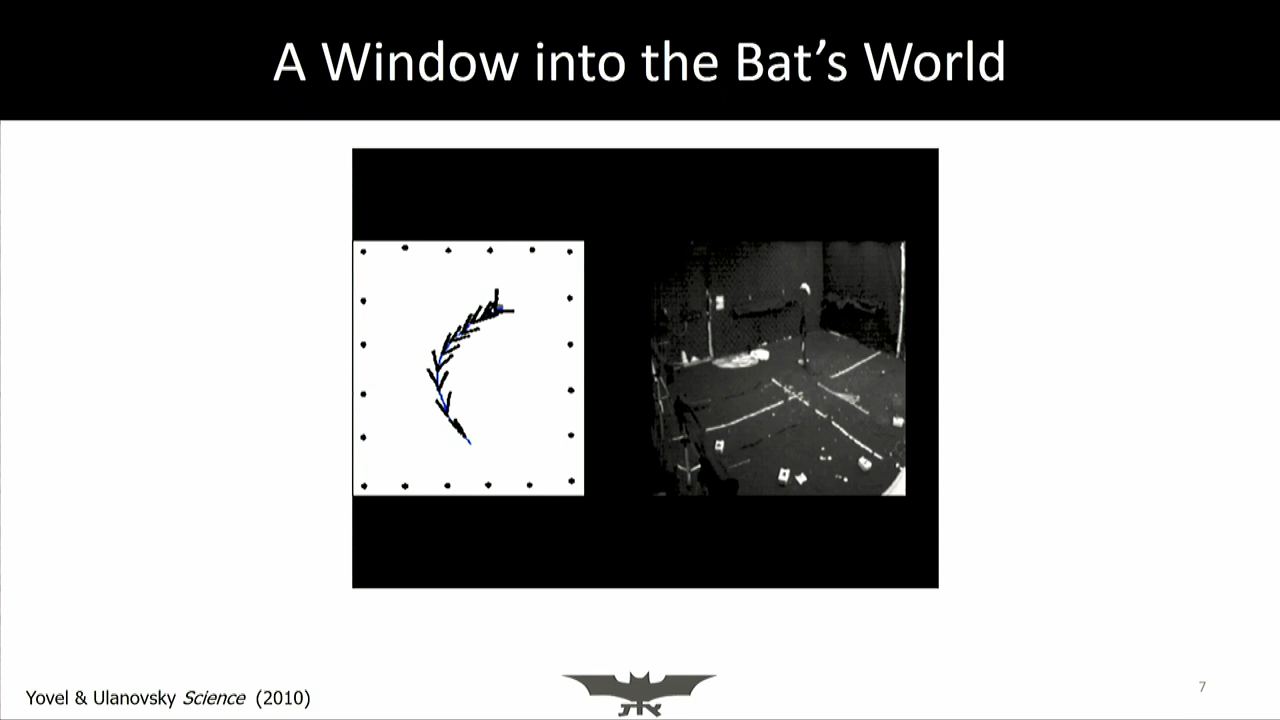 A Window into the Bat’s World
Yovel & Ulanovsky Science (2010)
7